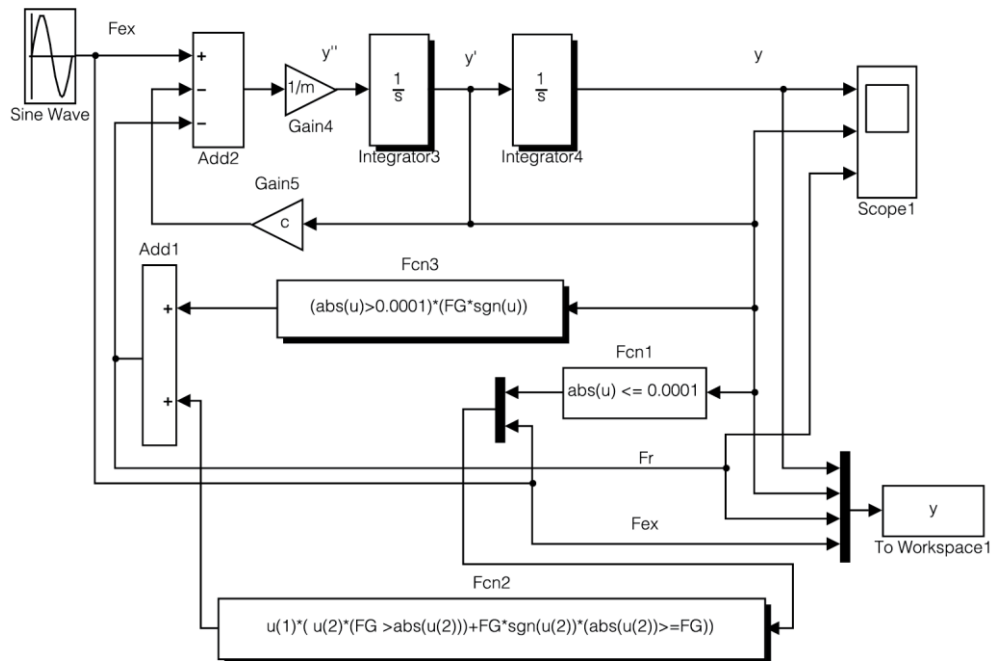 Fex
y''
y'
y
+
−
−
1/m
1
s
1
s
Sine Wave
Add2
Gain4
Integrator3
Integrator4
Scope1
Gain5
c
Add1
Fcn3
+
(abs(u)>0.0001)*(FG*sgn(u))
Fcn1
abs(u) <= 0.0001
+
Fr
Fex
y
To Workspace1
Fcn2
u(1)*( u(2)*(FG >abs(u(2)))+FG*sgn(u(2))*(abs(u(2))>=FG))